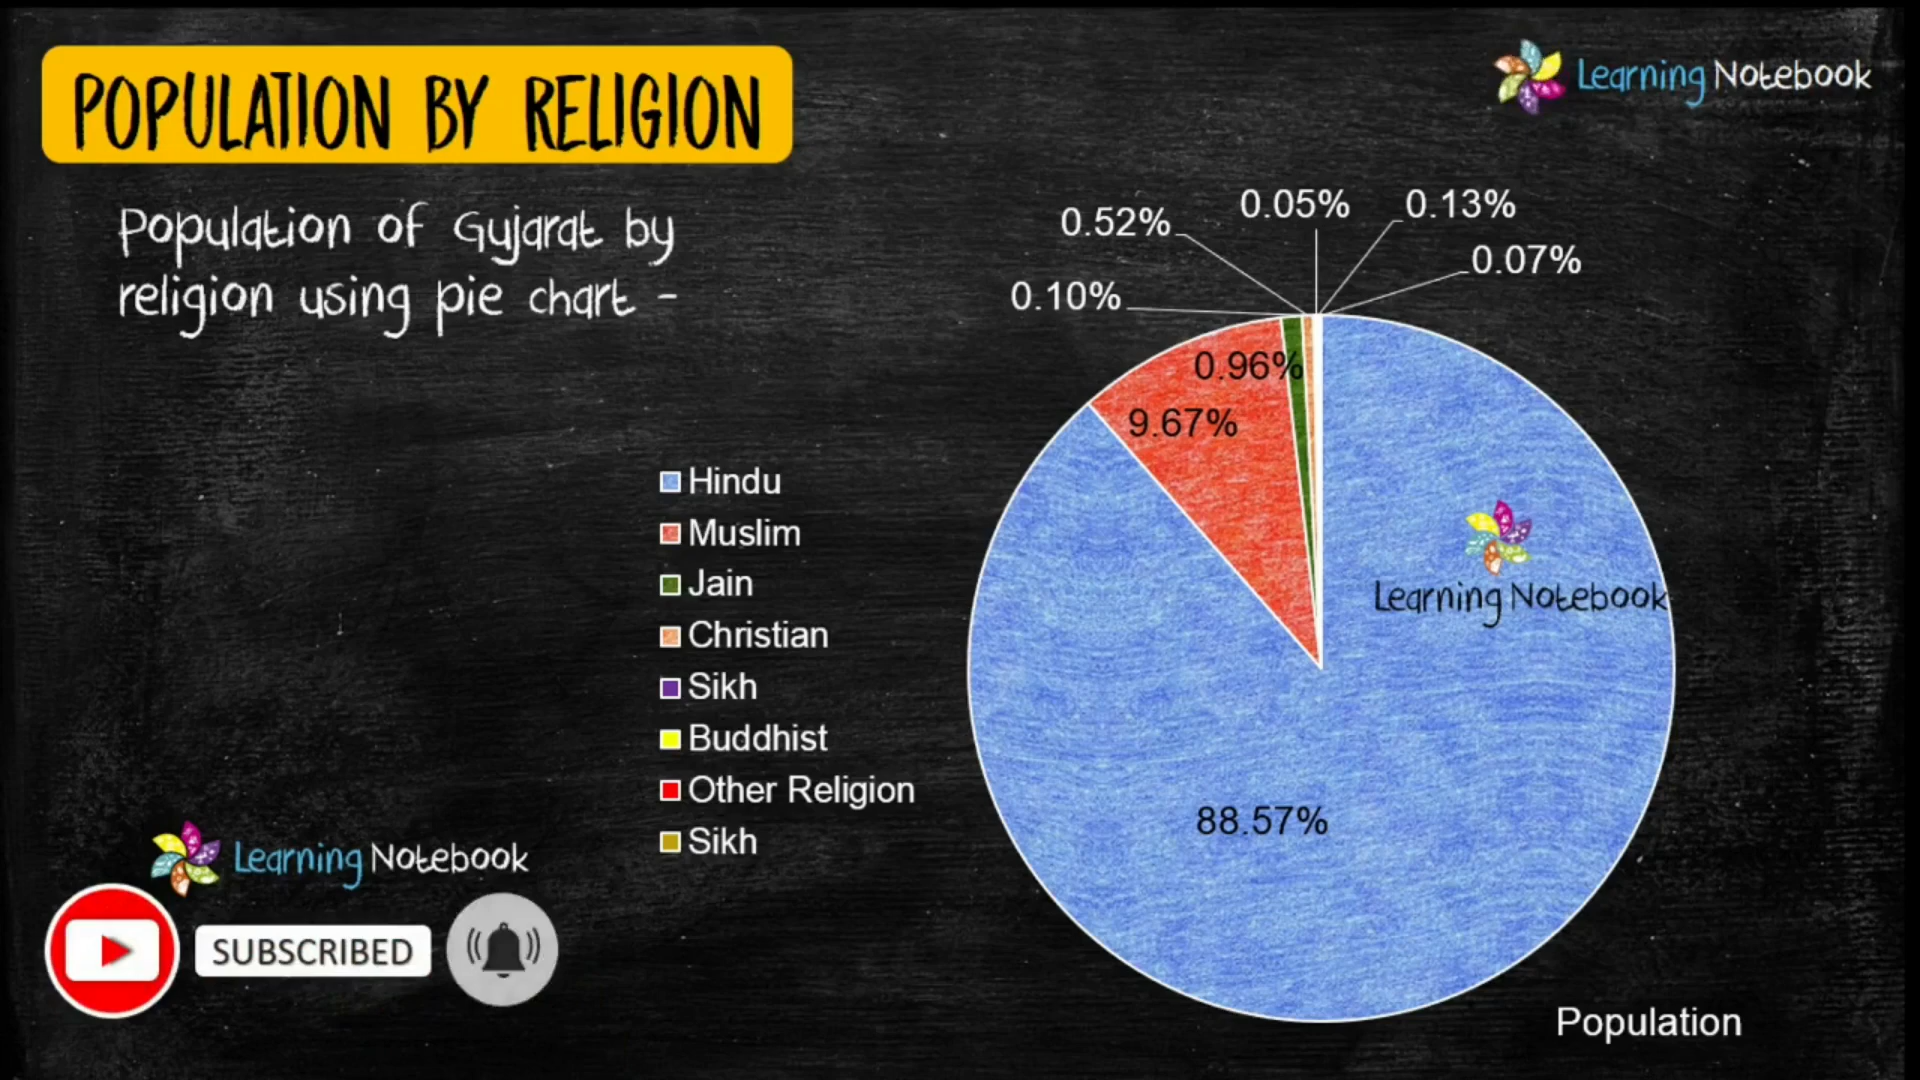 POPULATION BY RELIGION
Learning Notebook
Population of Gujarat by
religion using pie chart -
0.52%
0.05%
0.13%
0.07%
0.10%
0.96%
9.67%
Hindu
Muslim
Jain
Christian
Sikh
Buddhist
Other Religion
Sikh
Learning Notebook
88.57%
Learning Notebook
SUBSCRIBED
Population